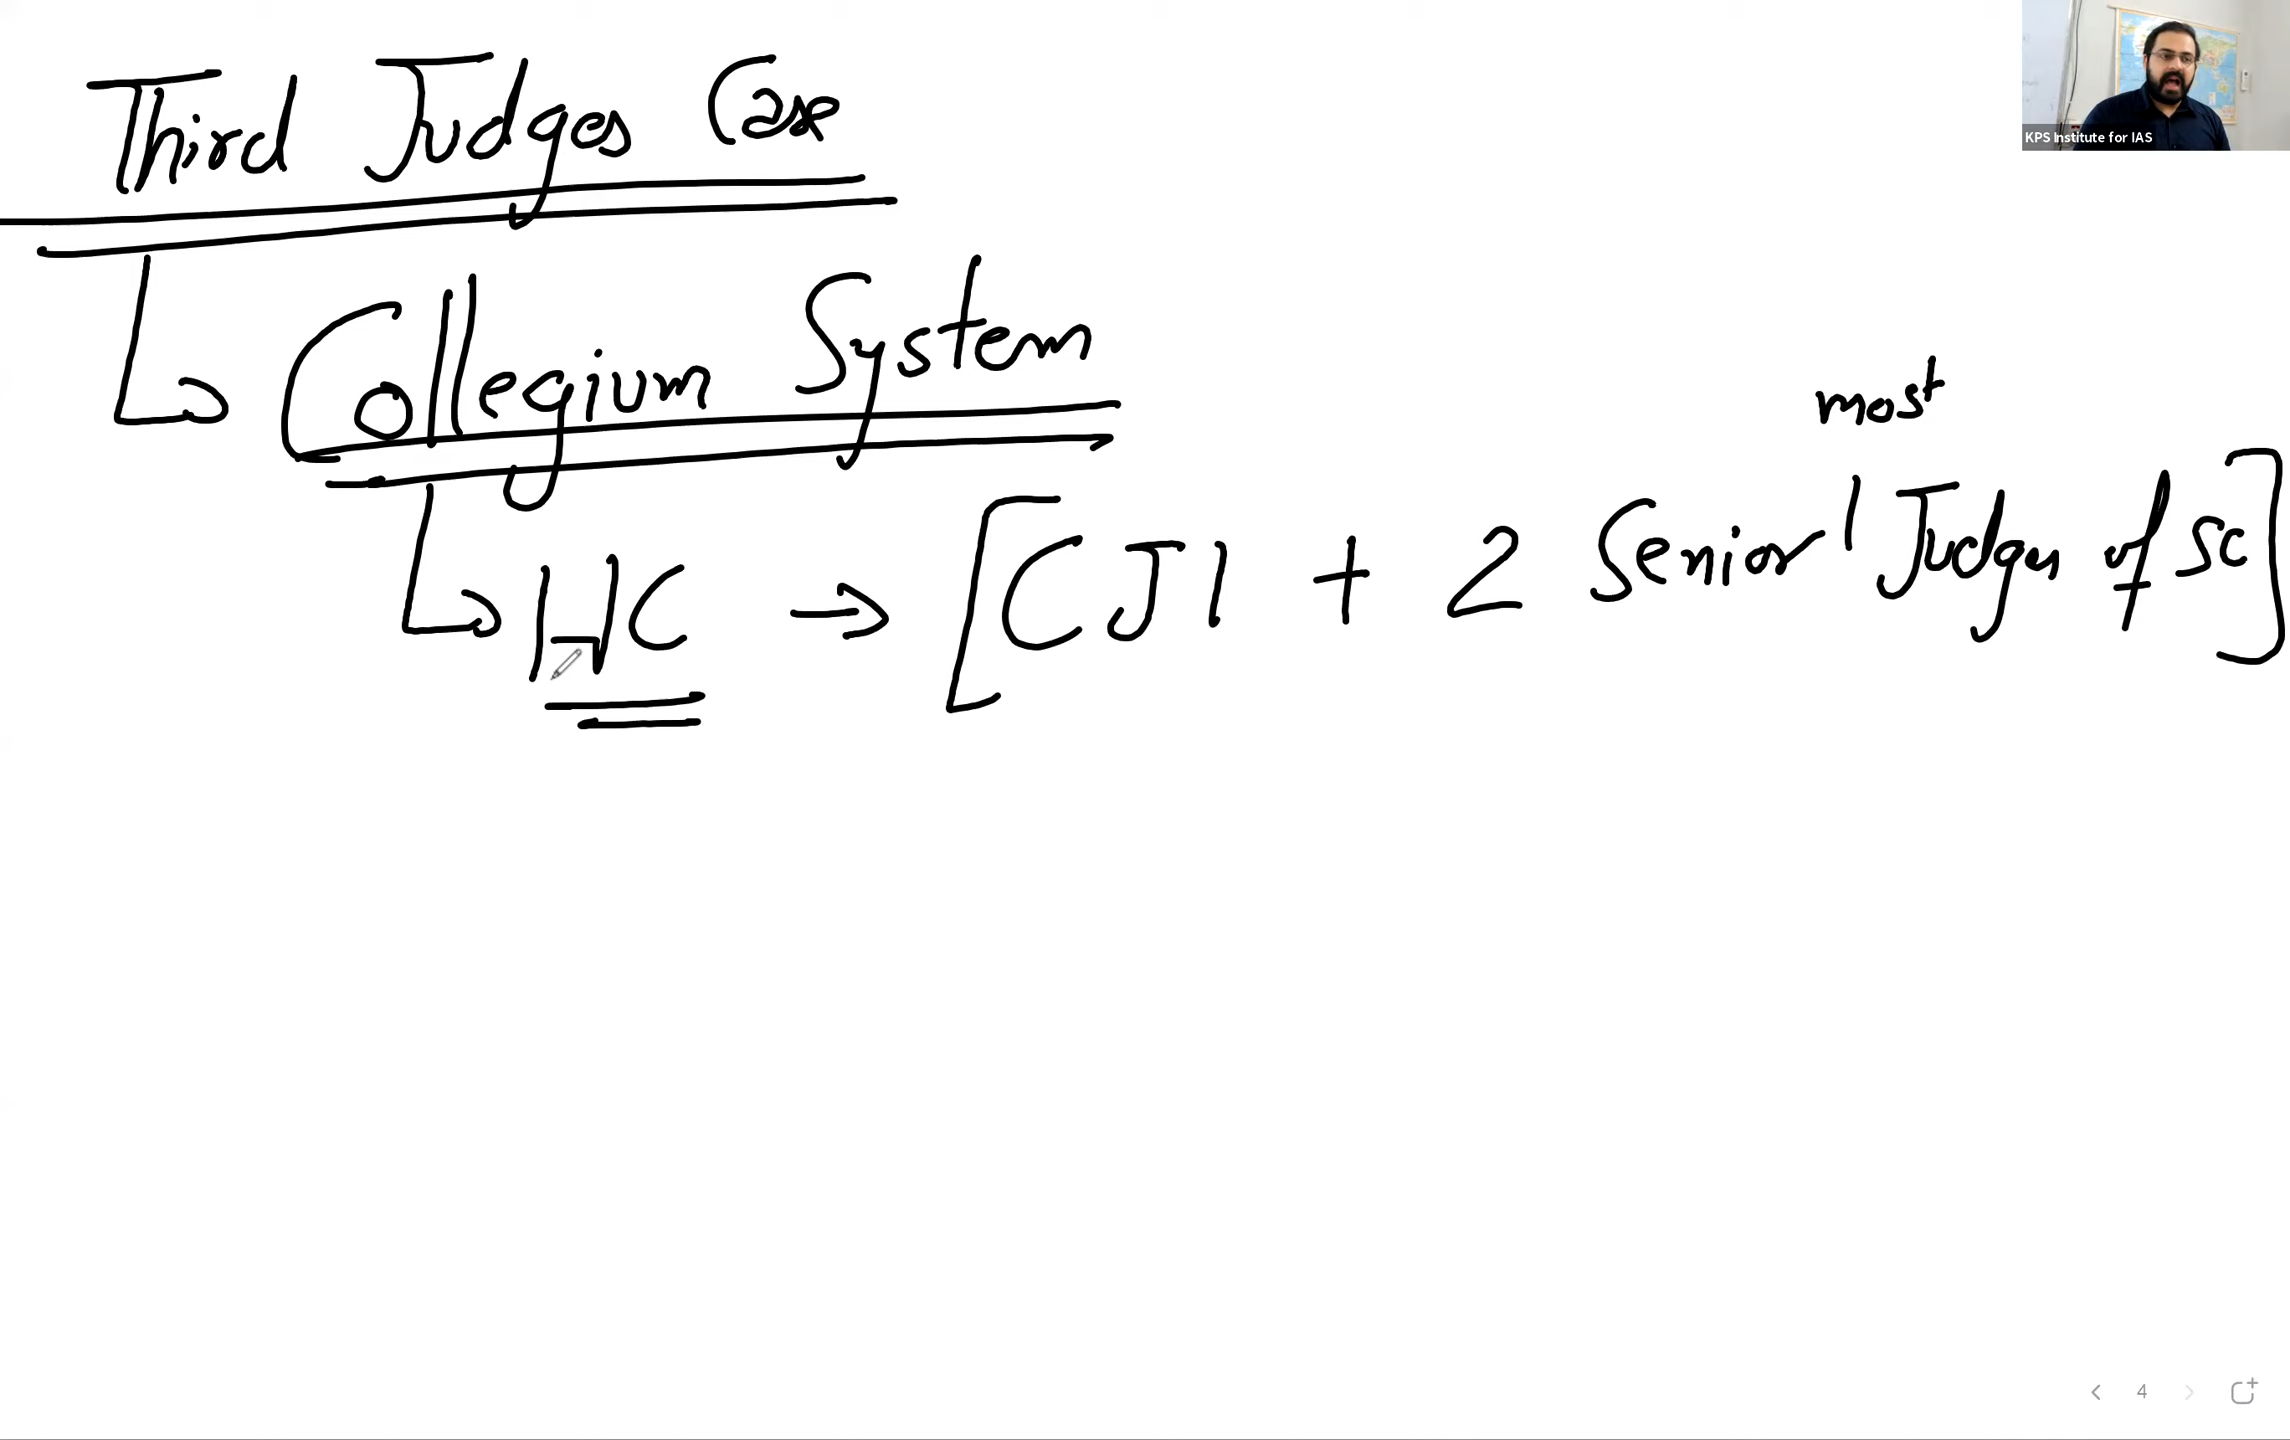 Third Judges Case
KPS Institute for IAS
Collegium System
most
HC → [CJI + 2 Senior Judges of SC]
4